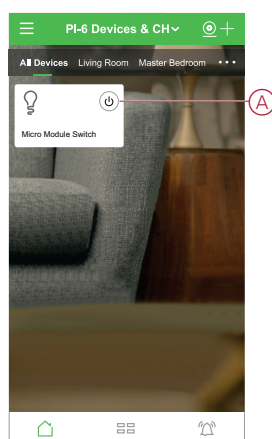 PI-6 Devices & CH
All Devices Living Room Master Bedroom
Micro Module Switch
A